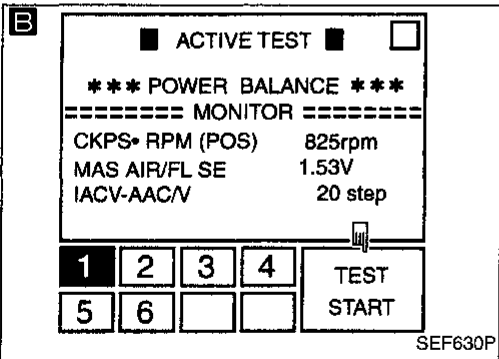 B
■ ACTIVE TEST ■
*** POWER BALANCE ***
======== MONITOR ========
CKPS• RPM (POS) 825rpm
MAS AIR/FL SE 1.53V
IACV-AAC/V 20 step
1 2 3 4
5 6
TEST
START
SEF630P